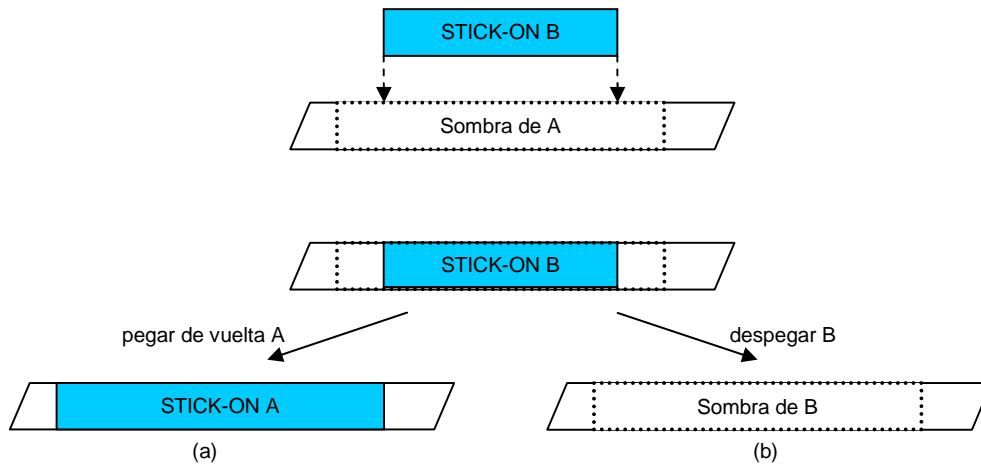 STICK-ON B
Sombra de A
STICK-ON B
pegar de vuelta A
despegar B
STICK-ON A
Sombra de B
(a)
(b)